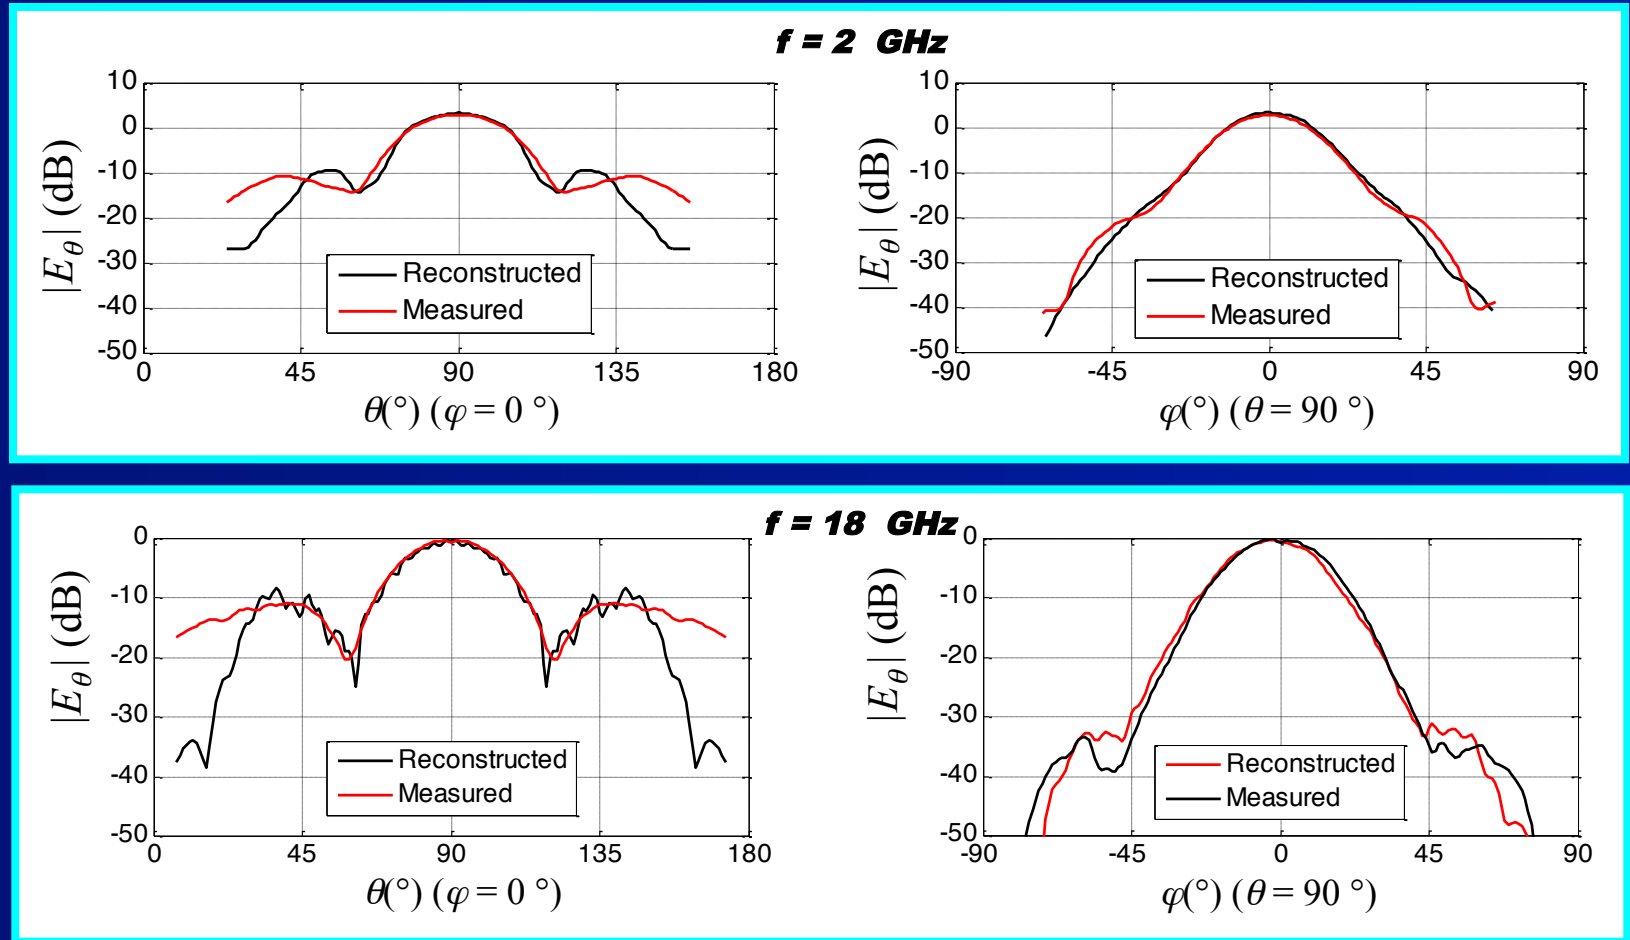 f = 2 GHz
10
0
-10
-20
-30
-40
-50
|Eθ| (dB)
Reconstructed
Measured
0 45 90 135 180
θ(°) (φ = 0 °)
10
0
-10
-20
-30
-40
-50
|Eθ| (dB)
Reconstructed
Measured
-90 -45 0 45 90
φ(°) (θ = 90 °)
f = 18 GHz
0
-10
-20
-30
-40
-50
|Eθ| (dB)
Reconstructed
Measured
0 45 90 135 180
θ(°) (φ = 0 °)
0
-10
-20
-30
-40
-50
|Eθ| (dB)
Reconstructed
Measured
-90 -45 0 45 90
φ(°) (θ = 90 °)